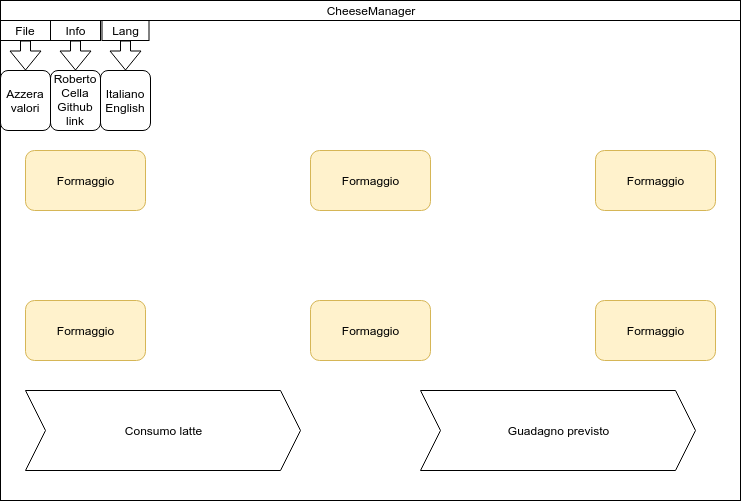 CheeseManager
File Info Lang
Azzera
valori
Roberto
Cella
Github
link
Italiano
English
Formaggio Formaggio Formaggio
Formaggio Formaggio Formaggio
Consumo latte Guadagno previsto